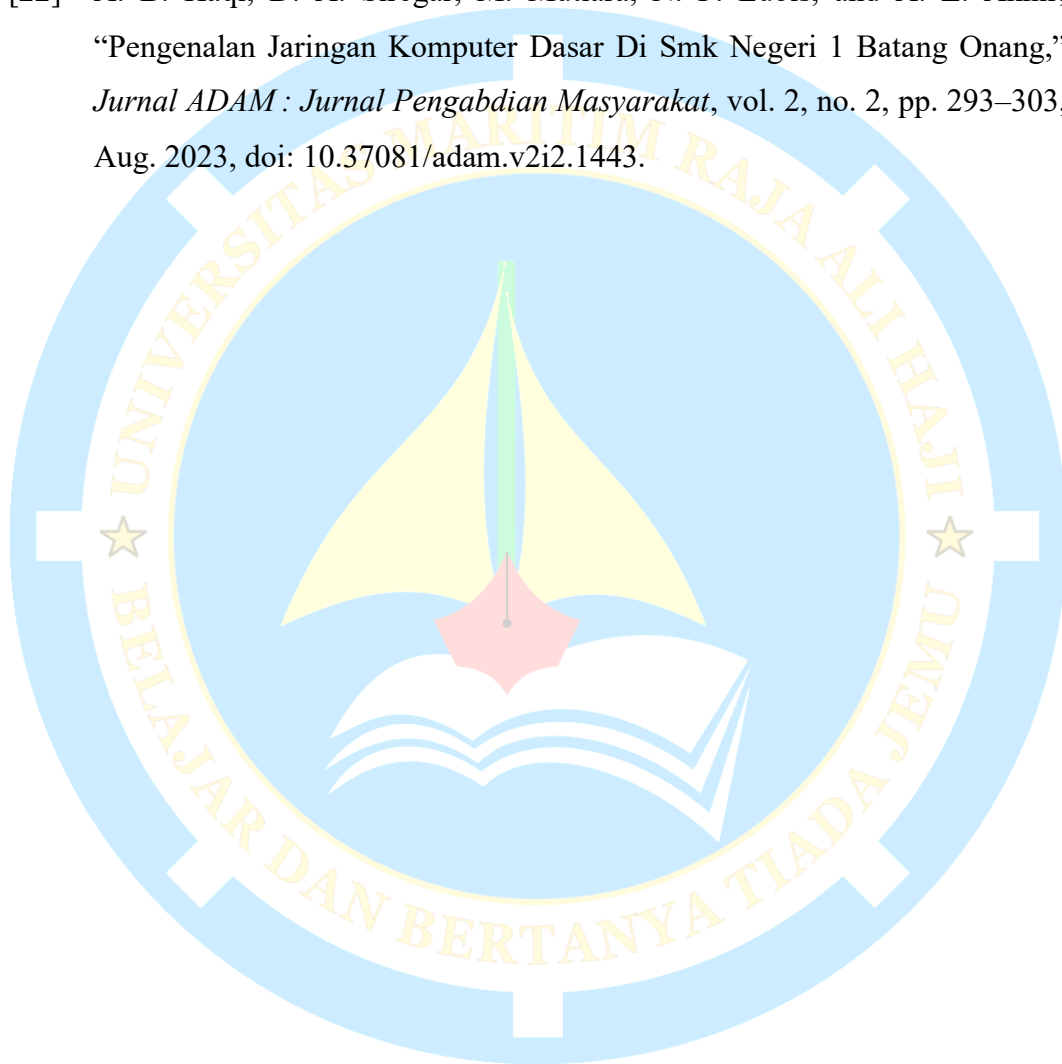 “Pengenalan Jaringan Komputer Dasar Di Smk Negeri 1 Batang Onang,”
Jurnal ADAM : Jurnal Pengabdian Masyarakat, vol. 2, no. 2, pp. 293–303,
Aug. 2023, doi: 10.37081/adam.v2i2.1443.
UNIVERSITAS MARITIM RAJA ALI HAJI
BELAJAR DAN BERTANYA TIADA JEMU